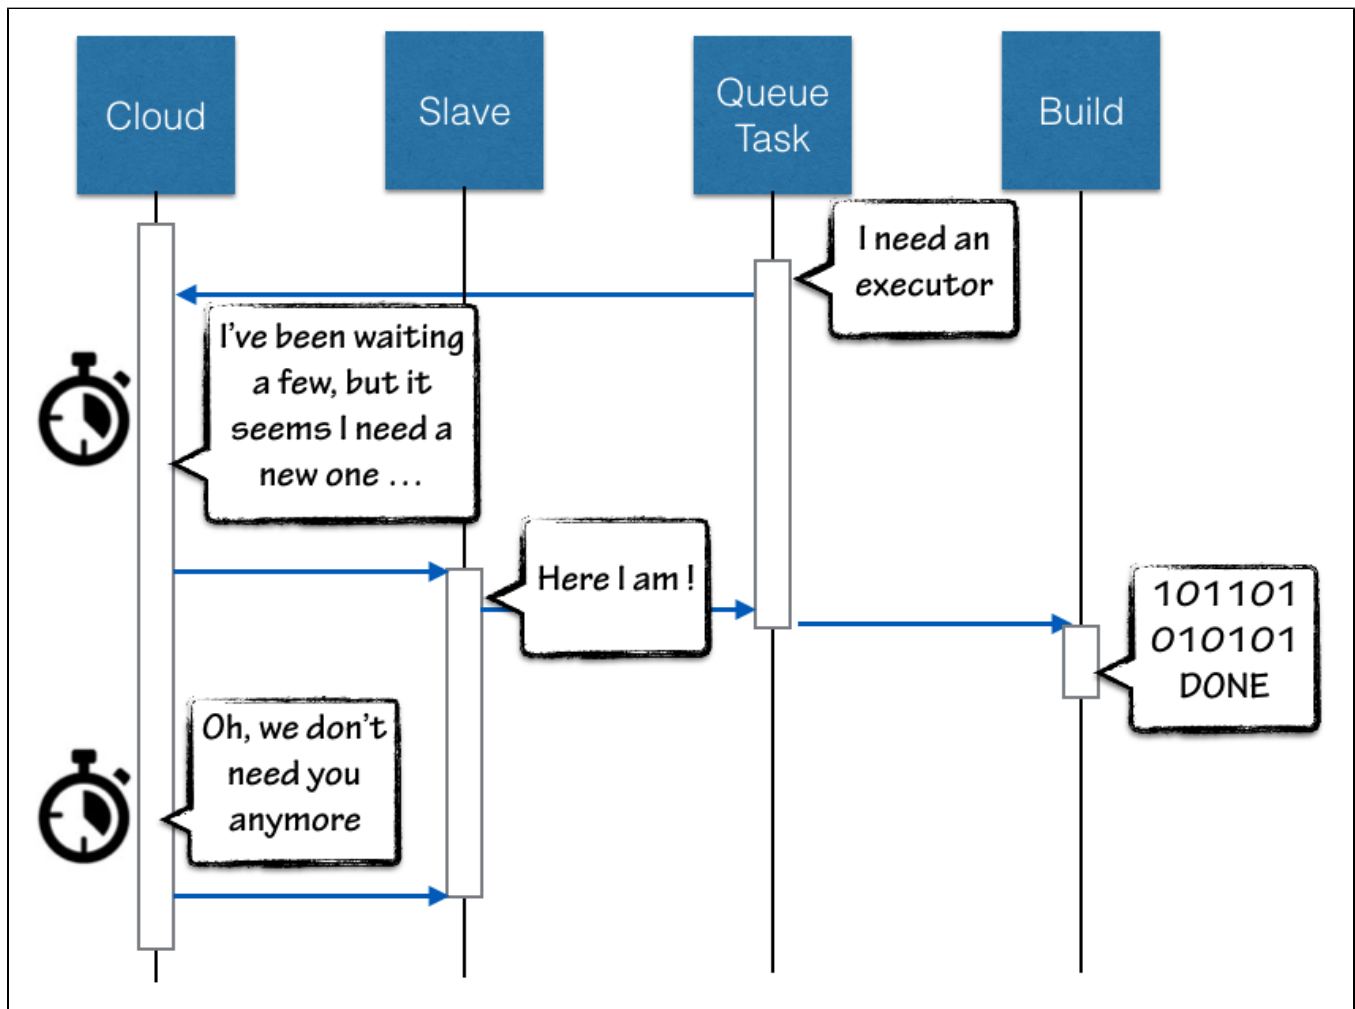 Cloud
Slave
Queue
Task
Build
I need an
executor
I've been waiting
a few, but it
seems I need a
new one ...
Here I am !
101101
010101
DONE
Oh, we don't
need you
anymore